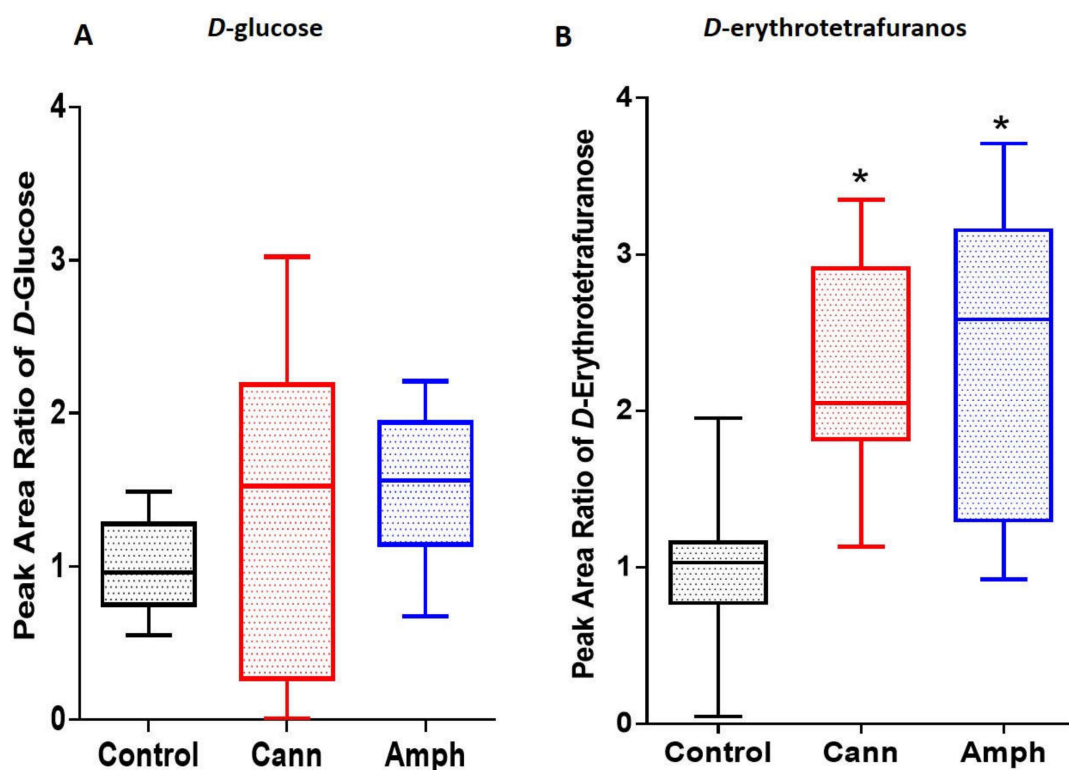 A
D-glucose
Peak Area Ratio of D-Glucose
4
3
2
1
0
Control Cann Amph
B
D-erythrotetrafuranos
Peak Area Ratio of D-Erythrotetrafuranose
4
3
2
1
0
*
*
Control Cann Amph